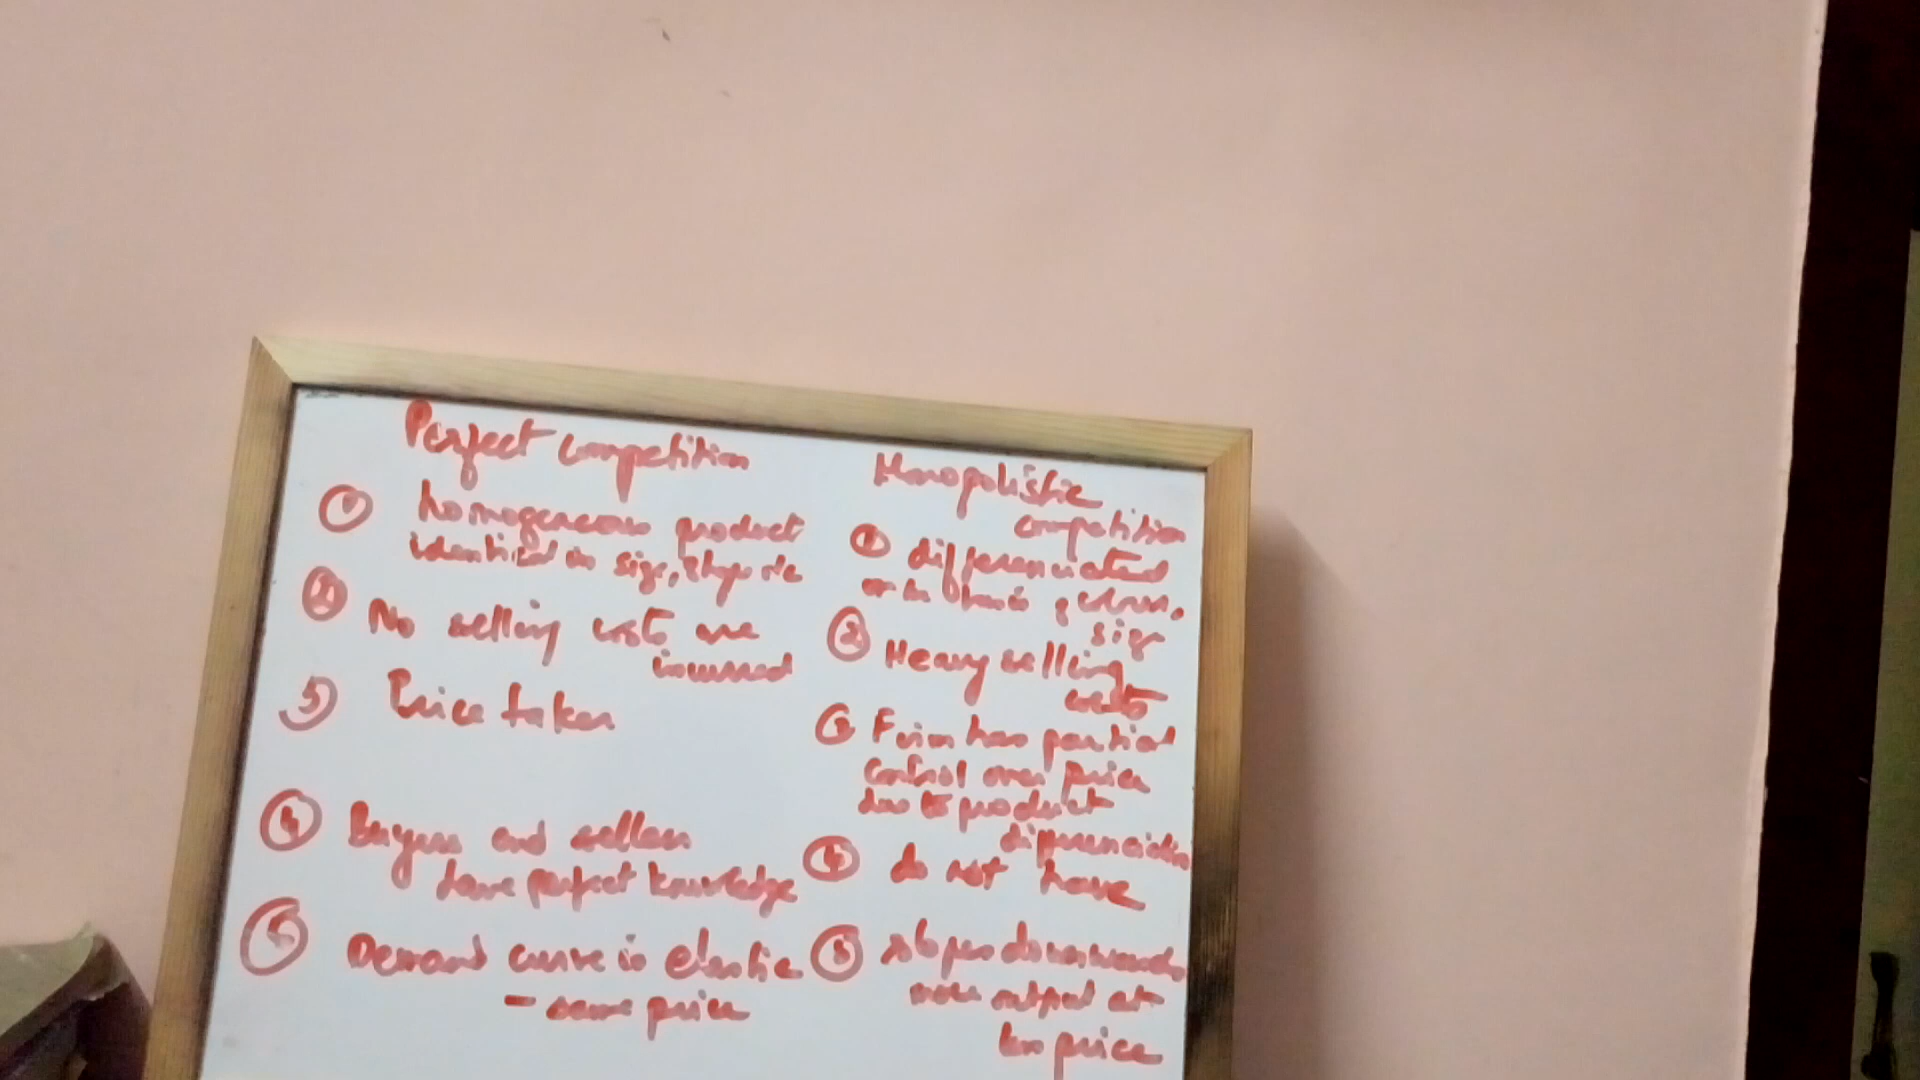 Perfect competition
① homogeneous product
identical in size, shape etc
② No selling costs are
incurred
3 Price taker
④ Buyers and sellers
have perfect knowledge
⑤ Demand curve is elastic
- same price
Monopolistic
competition
① differenciated
on the basis of colour,
size
② Heavy selling
costs
③ Firm has partial
control over price
due to product
differenciation
④ do not have
⑤ slopes downwards
more output at
low price